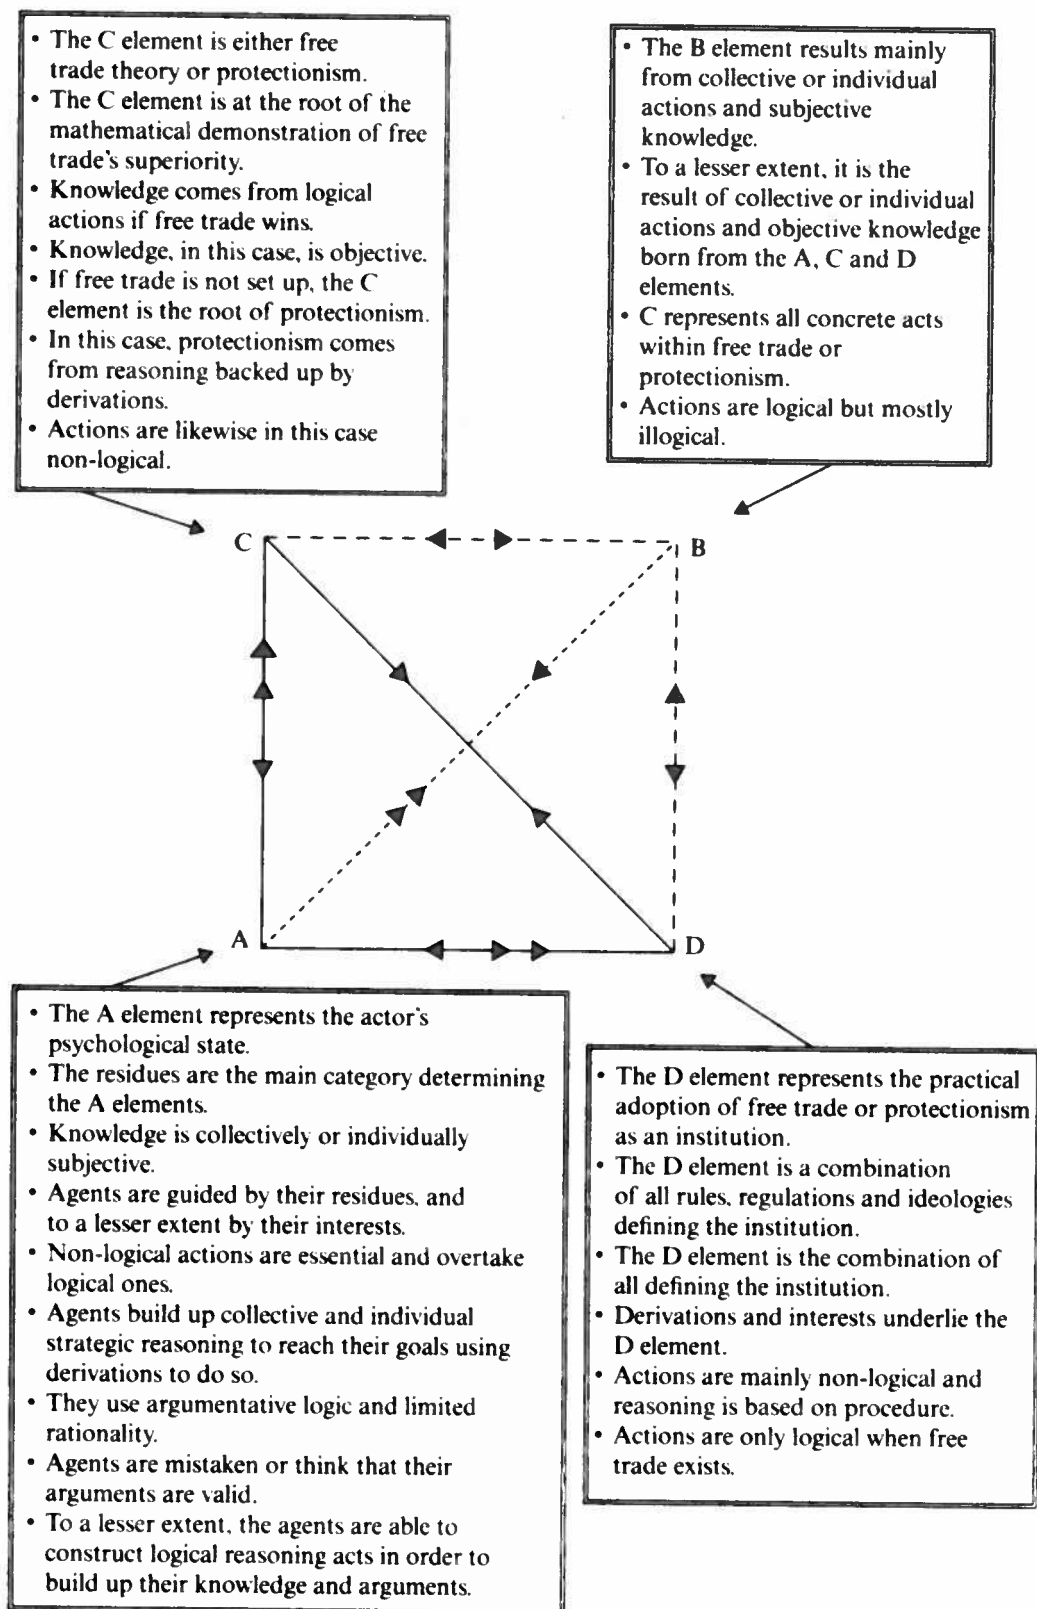 • The C element is either free
trade theory or protectionism.
• The C element is at the root of the
mathematical demonstration of free
trade's superiority.
• Knowledge comes from logical
actions if free trade wins.
• Knowledge, in this case, is objective.
• If free trade is not set up, the C
element is the root of protectionism.
• In this case, protectionism comes
from reasoning backed up by
derivations.
• Actions are likewise in this case
non-logical.
• The B element results mainly
from collective or individual
actions and subjective
knowledge.
• To a lesser extent, it is the
result of collective or individual
actions and objective knowledge
born from the A, C and D
elements.
• C represents all concrete acts
within free trade or
protectionism.
• Actions are logical but mostly
illogical.
C
B
A
D
• The A element represents the actor's
psychological state.
• The residues are the main category determining
the A elements.
• Knowledge is collectively or individually
subjective.
• Agents are guided by their residues, and
to a lesser extent by their interests.
• Non-logical actions are essential and overtake
logical ones.
• Agents build up collective and individual
strategic reasoning to reach their goals using
derivations to do so.
• They use argumentative logic and limited
rationality.
• Agents are mistaken or think that their
arguments are valid.
• To a lesser extent, the agents are able to
construct logical reasoning acts in order to
build up their knowledge and arguments.
• The D element represents the practical
adoption of free trade or protectionism
as an institution.
• The D element is a combination
of all rules, regulations and ideologies
defining the institution.
• The D element is the combination of
all defining the institution.
• Derivations and interests underlie the
D element.
• Actions are mainly non-logical and
reasoning is based on procedure.
• Actions are only logical when free
trade exists.